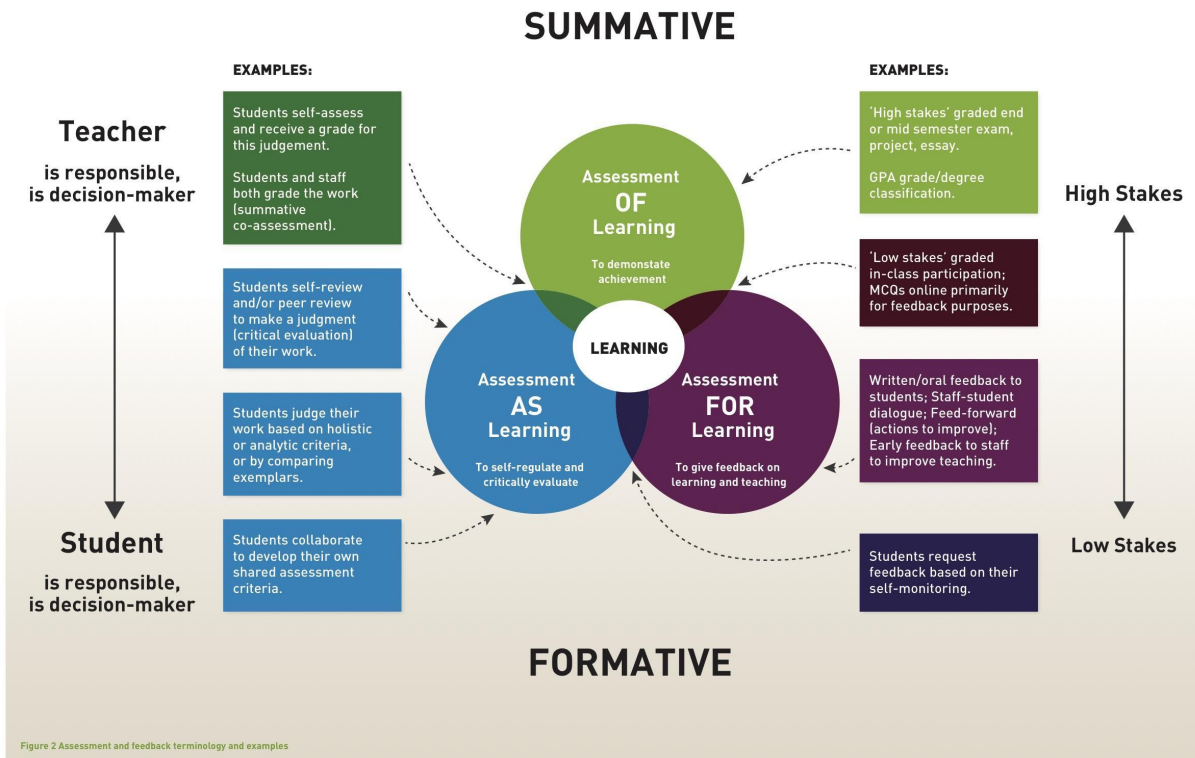 SUMMATIVE
Teacher
is responsible,
is decision-maker
Student
is responsible,
is decision-maker
EXAMPLES:
Students self-assess
and receive a grade for
this judgement.
Students and staff
both grade the work
(summative
co-assessment).
Students self-review
and/or peer review
to make a judgment
(critical evaluation)
of their work.
Students judge their
work based on holistic
or analytic criteria,
or by comparing
exemplars.
Students collaborate
to develop their own
shared assessment
criteria.
Assessment
OF
Learning
To demonstate
achievement
LEARNING
Assessment
AS
Learning
To self-regulate and
critically evaluate
Assessment
FOR
Learning
To give feedback on
learning and teaching
EXAMPLES:
‘High stakes’ graded end
or mid semester exam,
project, essay.
GPA grade/degree
classification.
‘Low stakes’ graded
in-class participation;
MCQs online primarily
for feedback purposes.
Written/oral feedback to
students; Staff-student
dialogue; Feed-forward
(actions to improve);
Early feedback to staff
to improve teaching.
Students request
feedback based on their
self-monitoring.
High Stakes
Low Stakes
FORMATIVE
Figure 2 Assessment and feedback terminology and examples